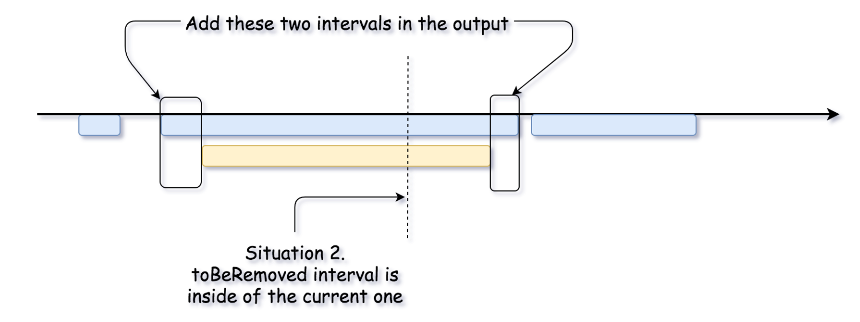 Add these two intervals in the output
Situation 2.
toBeRemoved interval is
inside of the current one